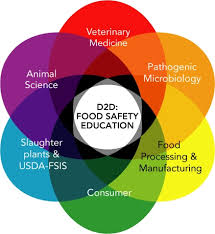 Veterinary
Medicine
Pathogenic
Microbiology
Animal
Science
D2D:
FOOD SAFETY
EDUCATION
Slaughter
plants &
USDA-FSIS
Food
Processing &
Manufacturing
Consumer